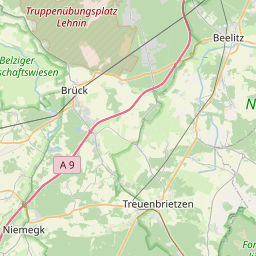 Truppenübungsplatz
Lehnin
Beelitz
Belziger
schaftswiesen
Brück
N
A 9
Treuenbrietzen
Niemegk
For